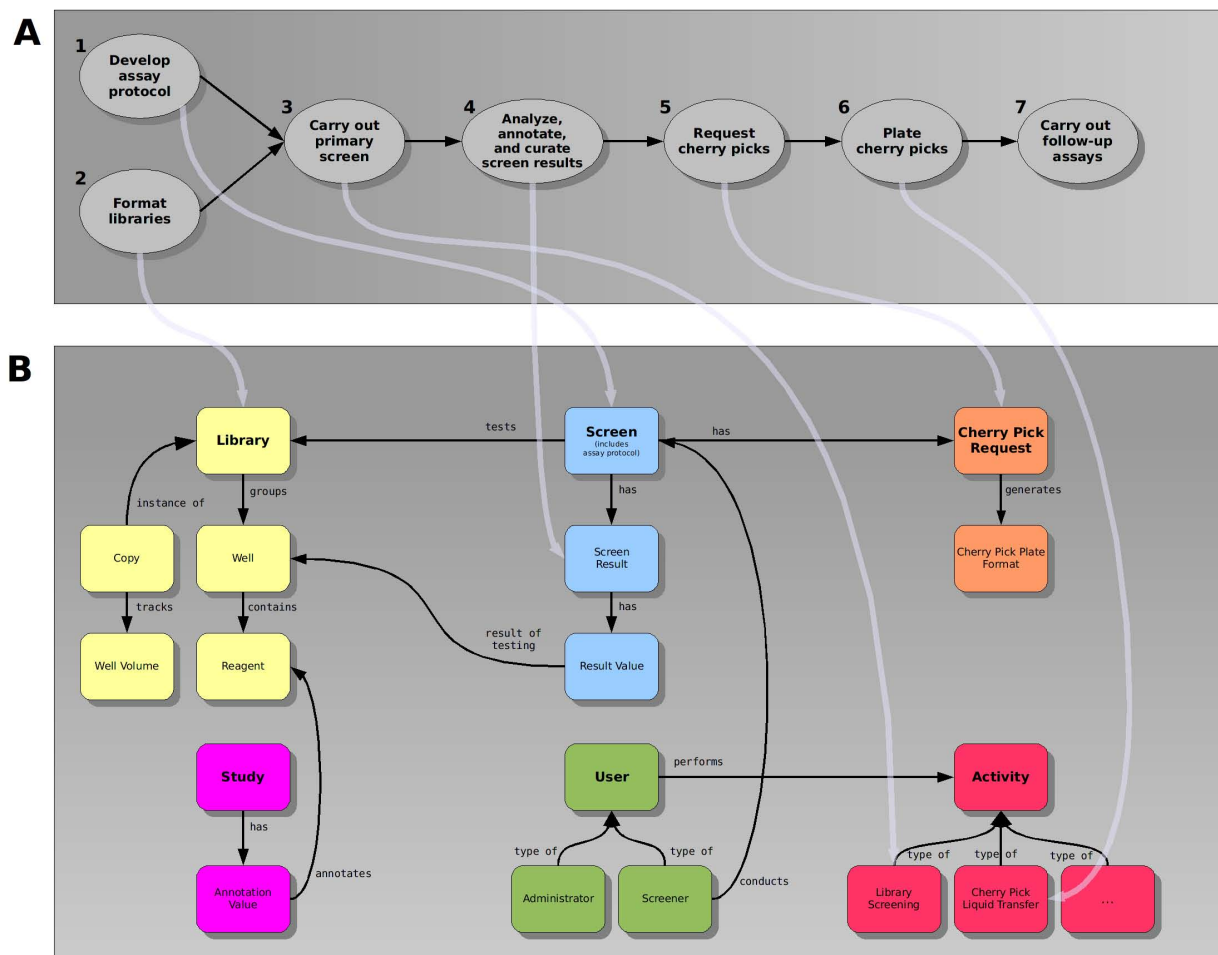 A
1
Develop
assay
protocol
2
Format
libraries
3
Carry out
primary
screen
4
Analyze,
annotate,
and curate
screen results
5
Request
cherry picks
6
Plate
cherry picks
7
Carry out
follow-up
assays
B
Library
tests
Screen
(includes
assay protocol)
has
Cherry Pick
Request
instance of
groups
has
generates
Copy
Well
Screen
Result
Cherry Pick Plate
Format
tracks
contains
has
Well Volume
Reagent
result of
testing
Result Value
Study
User
performs
Activity
has
type of
type of
type of
type of
type of
Annotation
Value
annotates
Administrator
Screener
conducts
Library
Screening
Cherry Pick
Liquid Transfer
...